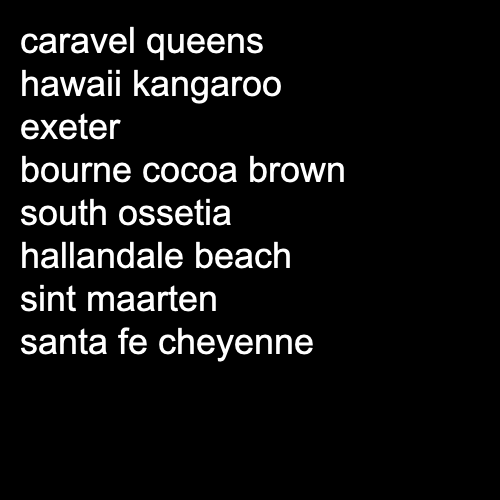 caravel queens
hawaii kangaroo
exeter
bourne cocoa brown
south ossetia
hallandale beach
sint maarten
santa fe cheyenne